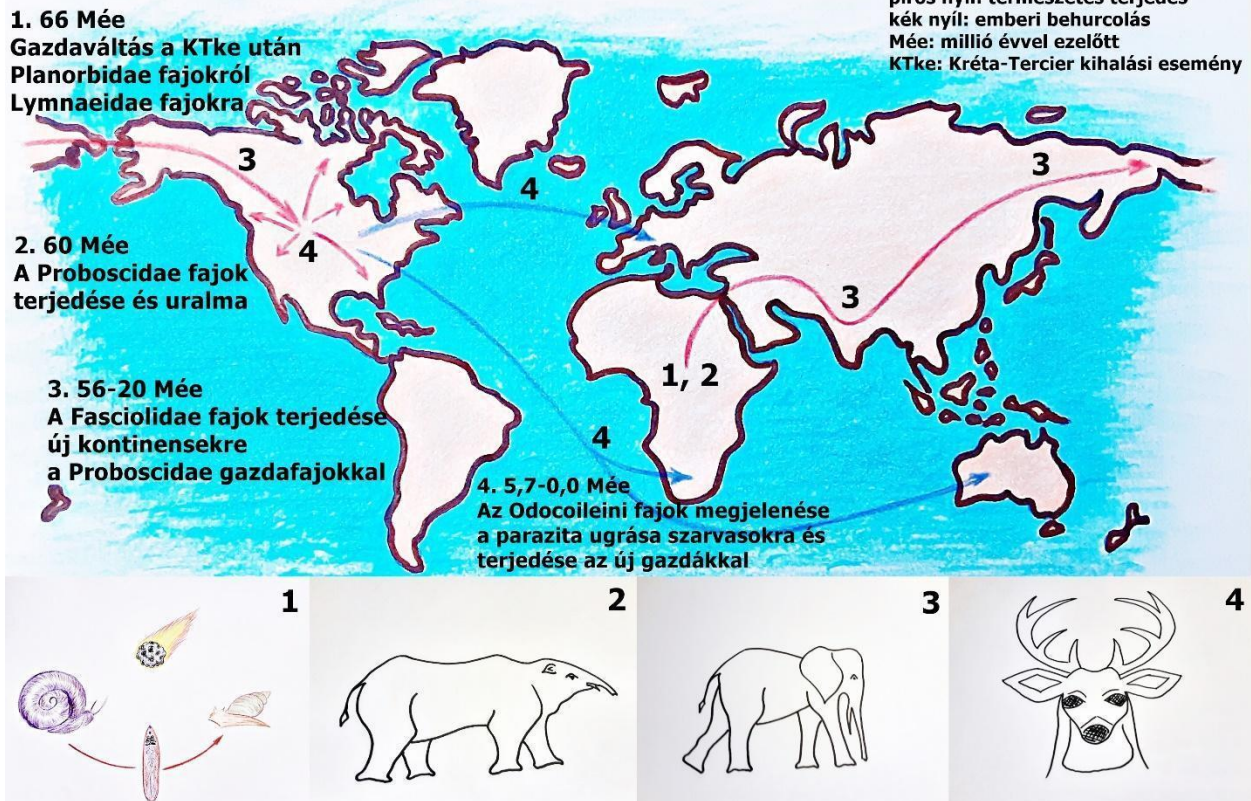 1. 66 Mée
Gazdaváltás a KTke után
Planorbidae fajokról
Lymnaeidae fajokra
kék nyíl: emberi behurcolás
Mée: millió évvel ezelőtt
KTke: Kréta-Tercier kihalási esemény
3
3
4
2. 60 Mée
A Proboscidae fajok
terjedése és uralma
4
3
1, 2
3. 56-20 Mée
A Fasciolidae fajok terjedése
új kontinensekre
a Proboscidae gazdafajokkal
4
4. 5,7-0,0 Mée
Az Odocoileini fajok megjelenése
a parazita ugrása szarvasokra és
terjedése az új gazdákkal
1
2
3
4